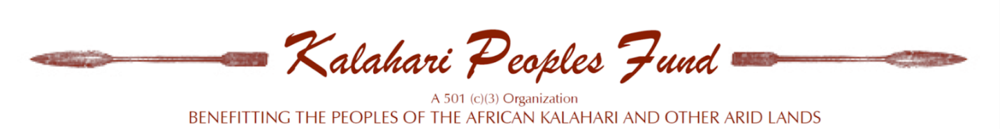 Kalahari Peoples Fund
A 501 (c)(3) Organization
BENEFITTING THE PEOPLES OF THE AFRICAN KALAHARI AND OTHER ARID LANDS